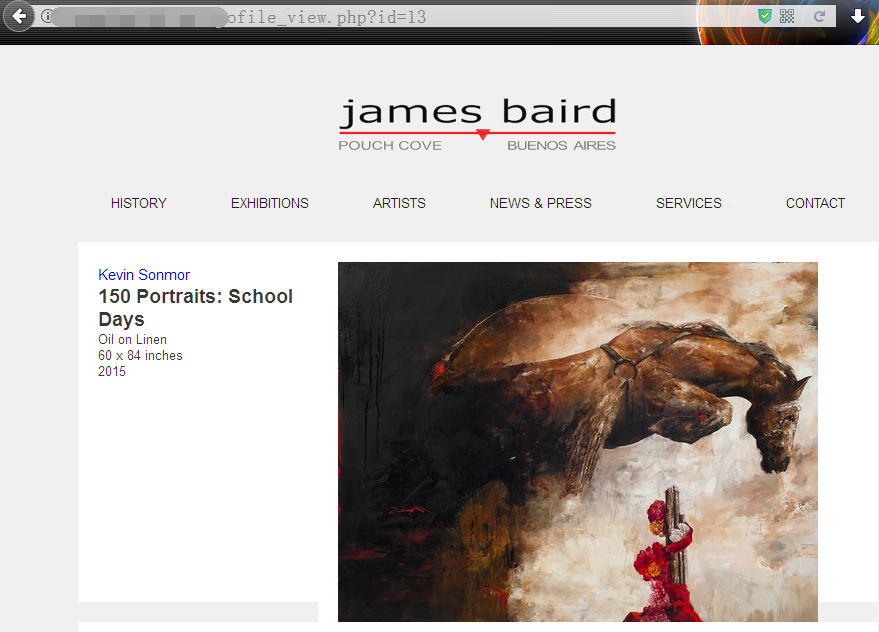 ofile_view.php?id=13
james baird
POUCH COVE BUENOS AIRES
HISTORY EXHIBITIONS ARTISTS NEWS & PRESS SERVICES CONTACT
Kevin Sonmor
150 Portraits: School
Days
Oil on Linen
60 x 84 inches
2015